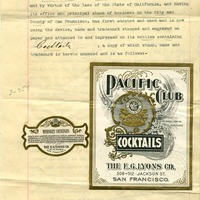 and by virtue of the laws of the State of California, and having
its office and principal place of business in the City and
County of San Francisco, has first adopted and used and is now
using the device, name and trademark stamped and engraved on
paper and attached to and impressed on the bottles containing
Cocktails, a copy of which stamp, name and
trademark is hereto annexed and is as follows:-
PACIFIC
CLUB
COCKTAILS
THE E.G. LYONS CO.
508-512 JACKSON ST.
SAN FRANCISCO.